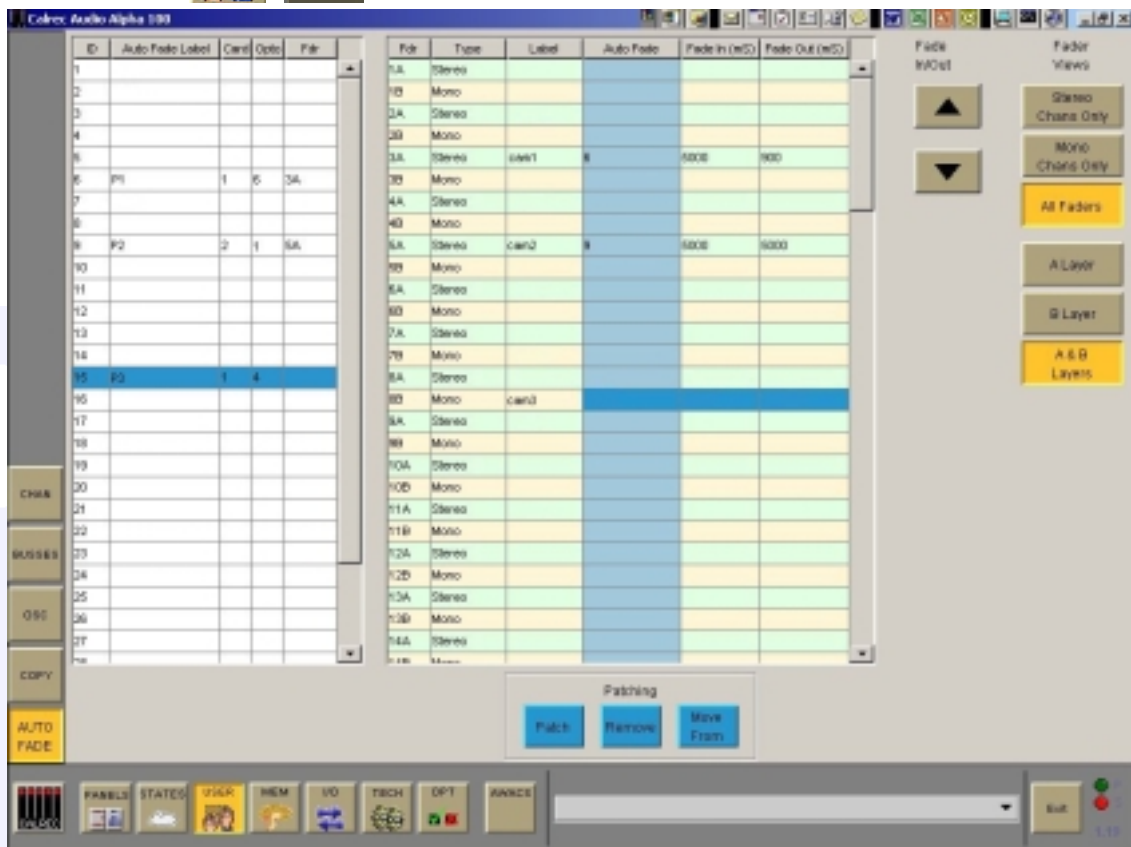 Calrec Audio Alpha 100
ID Auto Fade Label Card Opto Fdr
1
2
3
4
5
6 P1 1 6 3A
7
8
9 P2 2 1 5A
10
11
12
13
14
15 P3 1 4
16
17
18
19
20
21
22
23
24
25
26
27
28
Fdr Type Label Auto Fade Fade In (mS) Fade Out (mS)
1A Stereo
1B Mono
2A Stereo
2B Mono
3A Stereo cam1 6 5000 900
3B Mono
4A Stereo
4B Mono
5A Stereo cam2 9 5000 5000
5B Mono
6A Stereo
6B Mono
7A Stereo
7B Mono
8A Stereo
8B Mono cam3
9A Stereo
9B Mono
10A Stereo
10B Mono
11A Stereo
11B Mono
12A Stereo
12B Mono
13A Stereo
13B Mono
14A Stereo
14B Mono
Fade
In/Out
Fader
Views
Stereo
Chans Only
Mono
Chans Only
All Faders
A Layer
B Layer
A & B
Layers
CHAN
BUSSES
OSC
COPY
AUTO
FADE
Patching
Patch
Remove
Move
From
CALREC
PANELS
STATES
USER
MEM
I/O
TECH
OPT
AWACS
Exit